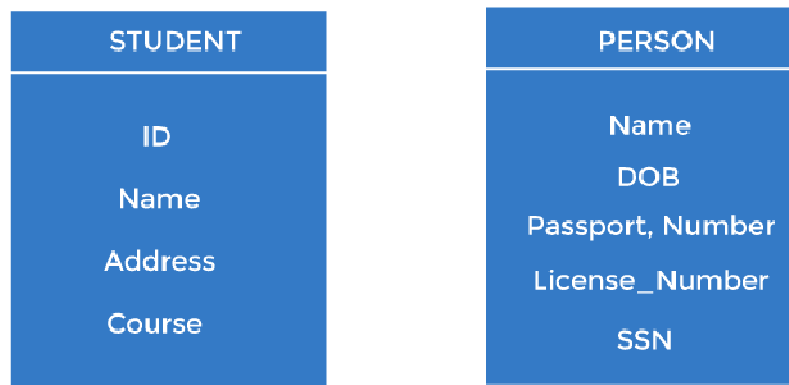 STUDENT
ID
Name
Address
Course
PERSON
Name
DOB
Passport, Number
License_Number
SSN